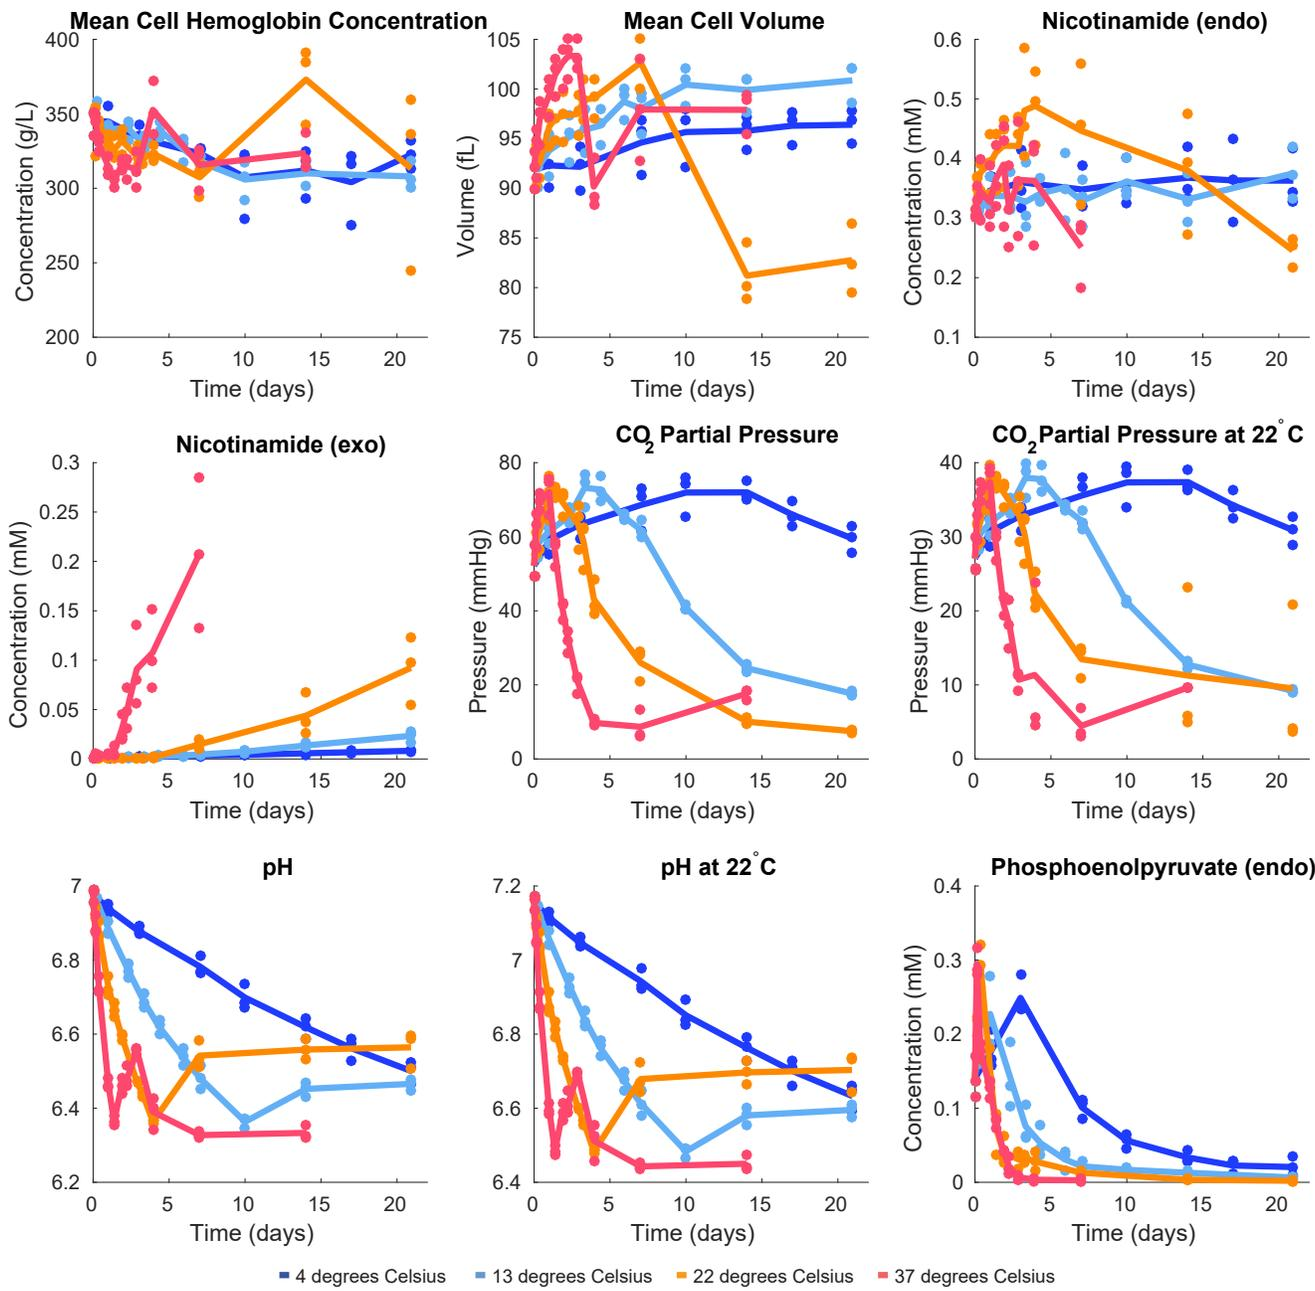 Mean Cell Hemoglobin Concentration
Concentration (g/L)
400
350
300
250
200
0 5 10 15 20
Time (days)
Mean Cell Volume
Volume (fL)
105
100
95
90
85
80
75
0 5 10 15 20
Time (days)
Nicotinamide (endo)
Concentration (mM)
0.6
0.5
0.4
0.3
0.2
0.1
0 5 10 15 20
Time (days)
Nicotinamide (exo)
Concentration (mM)
0.3
0.25
0.2
0.15
0.1
0.05
0
0 5 10 15 20
Time (days)
CO2 Partial Pressure
Pressure (mmHg)
80
60
40
20
0
0 5 10 15 20
Time (days)
CO2 Partial Pressure at 22°C
Pressure (mmHg)
40
30
20
10
0
0 5 10 15 20
Time (days)
pH
7
6.8
6.6
6.4
6.2
0 5 10 15 20
Time (days)
pH at 22°C
7.2
7
6.8
6.6
6.4
0 5 10 15 20
Time (days)
Phosphoenolpyruvate (endo)
Concentration (mM)
0.4
0.3
0.2
0.1
0
0 5 10 15 20
Time (days)
4 degrees Celsius 13 degrees Celsius 22 degrees Celsius 37 degrees Celsius